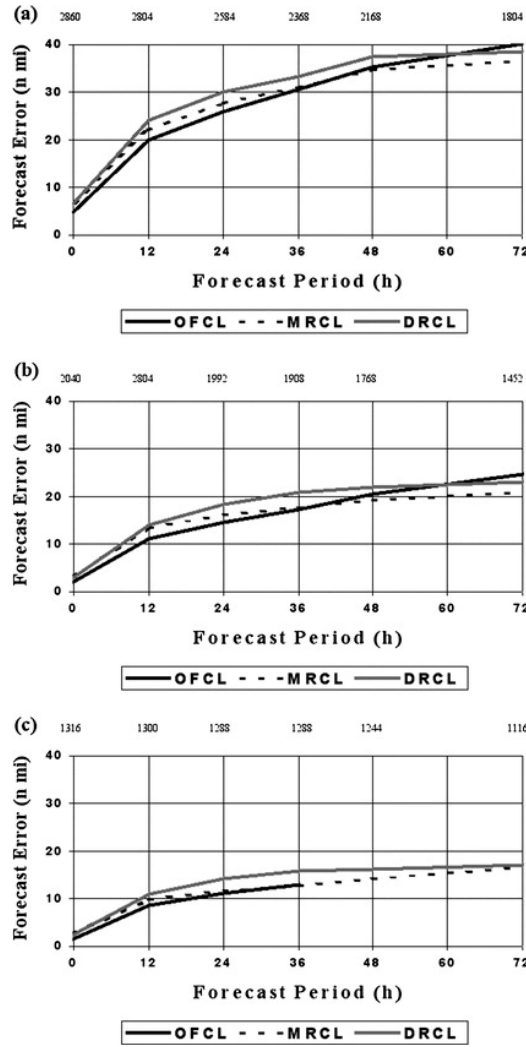 (a)
2860 2804 2584 2368 2168 1804
Forecast Error (n mi)
40
30
20
10
0
0 12 24 36 48 60 72
Forecast Period (h)
OFCL MRCL DRCL
(b)
2040 2804 1992 1908 1768 1452
Forecast Error (n mi)
40
30
20
10
0
0 12 24 36 48 60 72
Forecast Period (h)
OFCL MRCL DRCL
(c)
1316 1300 1288 1288 1244 1116
Forecast Error (n mi)
40
30
20
10
0
0 12 24 36 48 60 72
Forecast Period (h)
OFCL MRCL DRCL